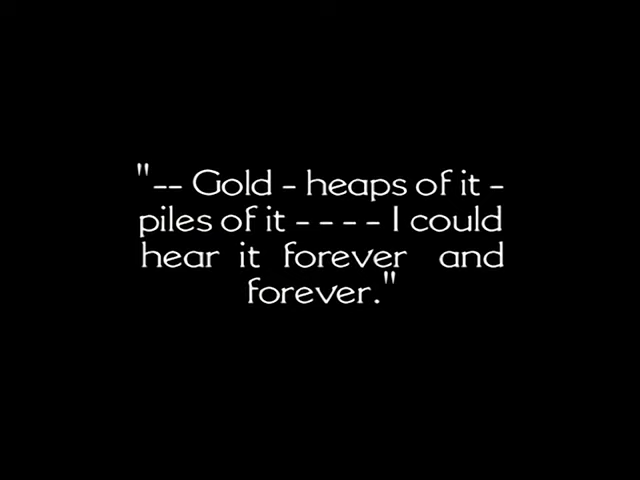 "-- Gold - heaps of it -
piles of it - - - - I could
hear it forever and
forever."